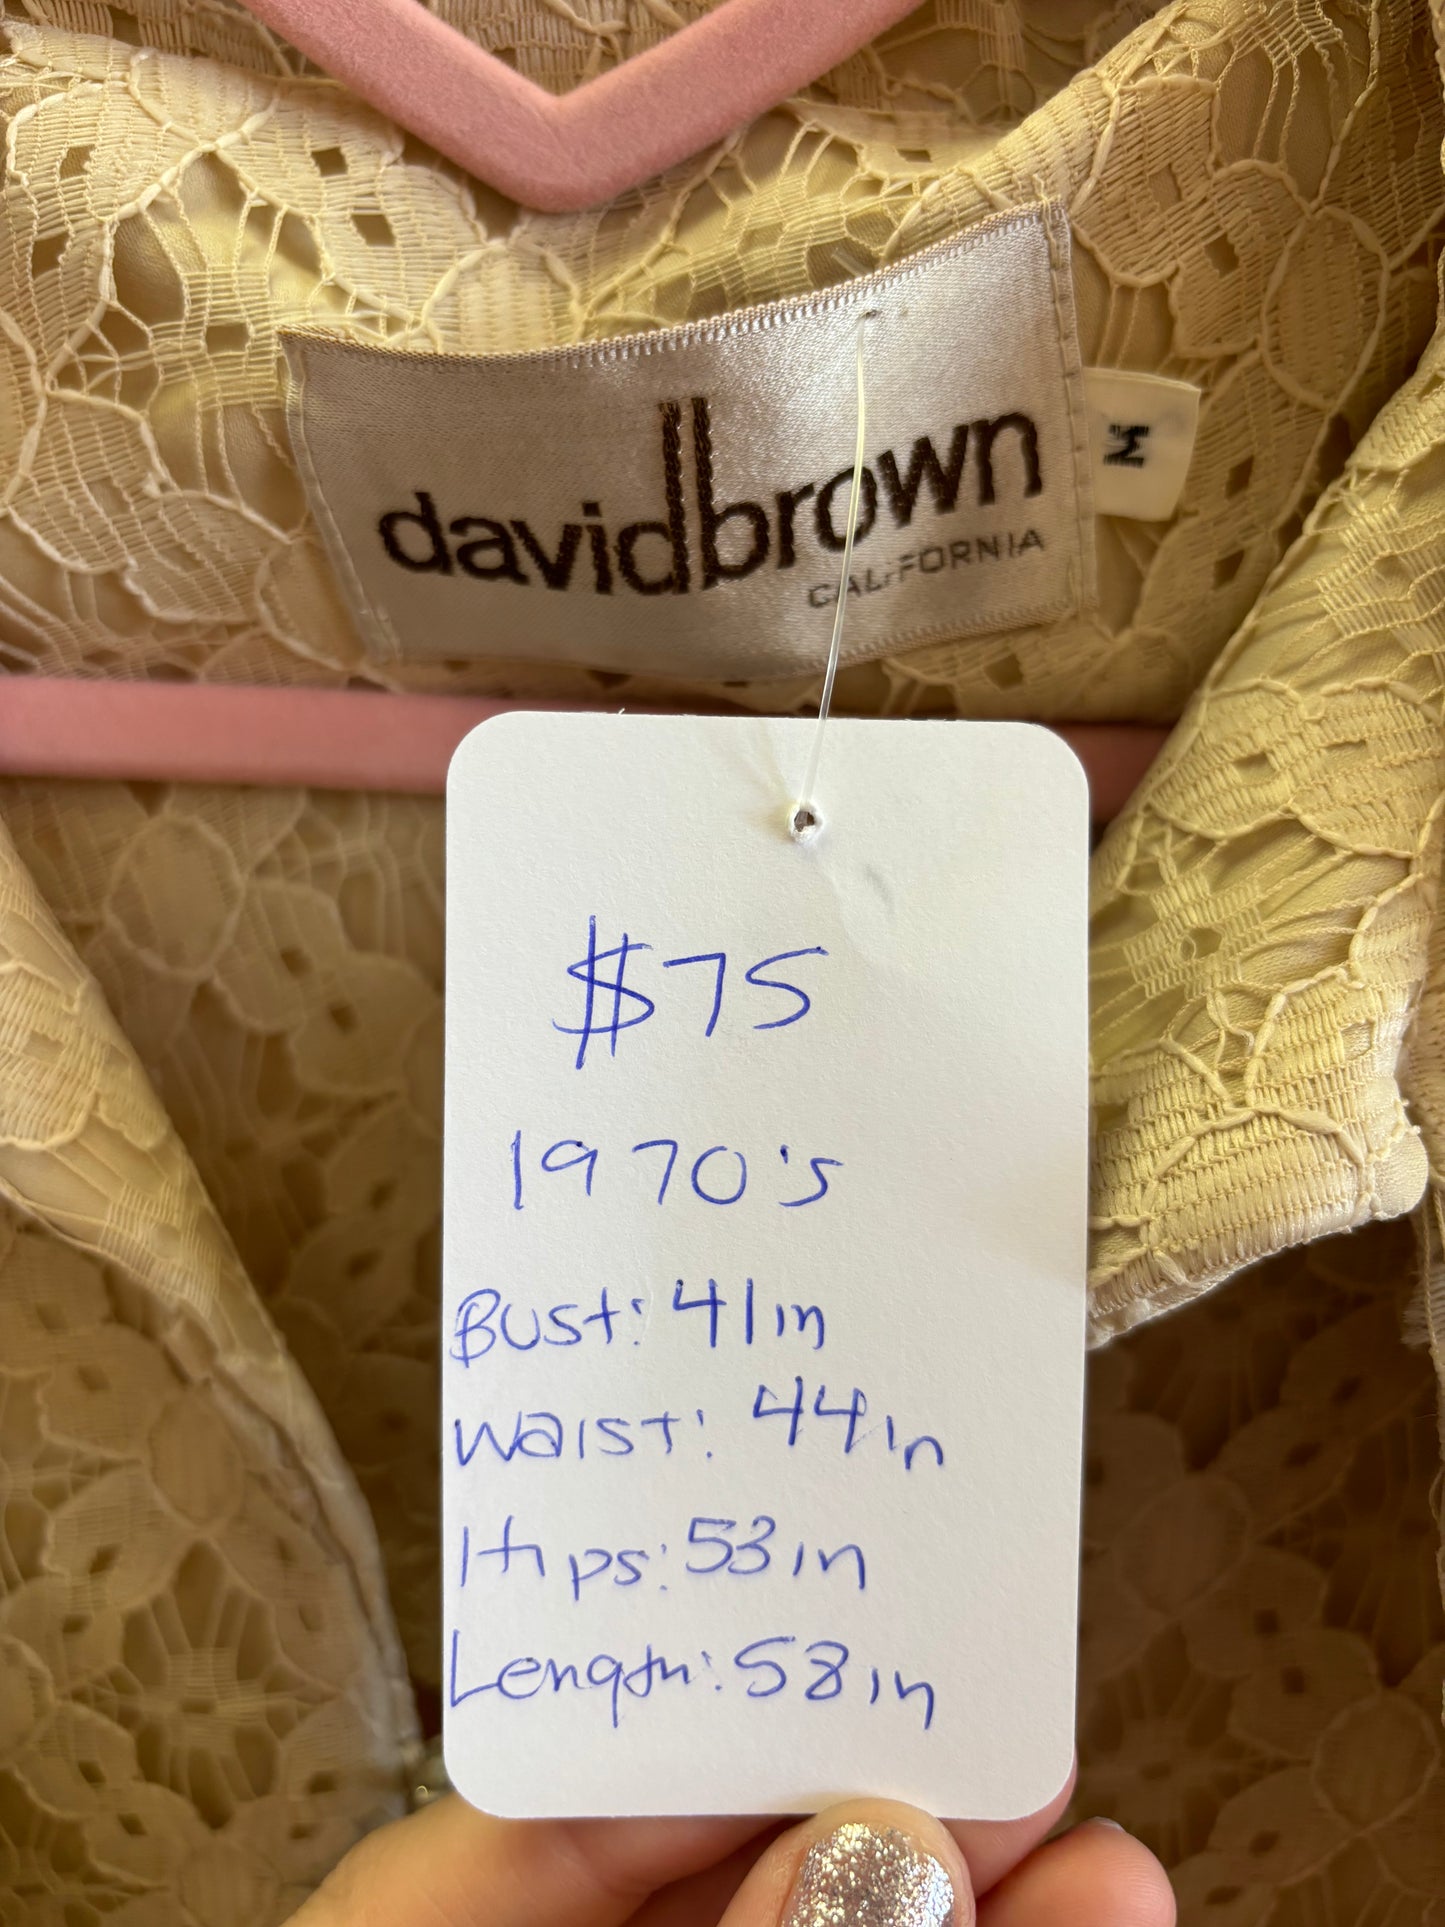 davidbrown
CALIFORNIA
M
$75
1970's
Bust: 41in
Waist: 44in
Hips: 53in
Length: 58in